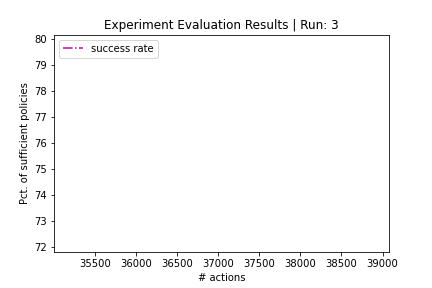 Experiment Evaluation Results | Run: 3
success rate
Pct. of sufficient policies
80
79
78
77
76
75
74
73
72
35500 36000 36500 37000 37500 38000 38500 39000
# actions